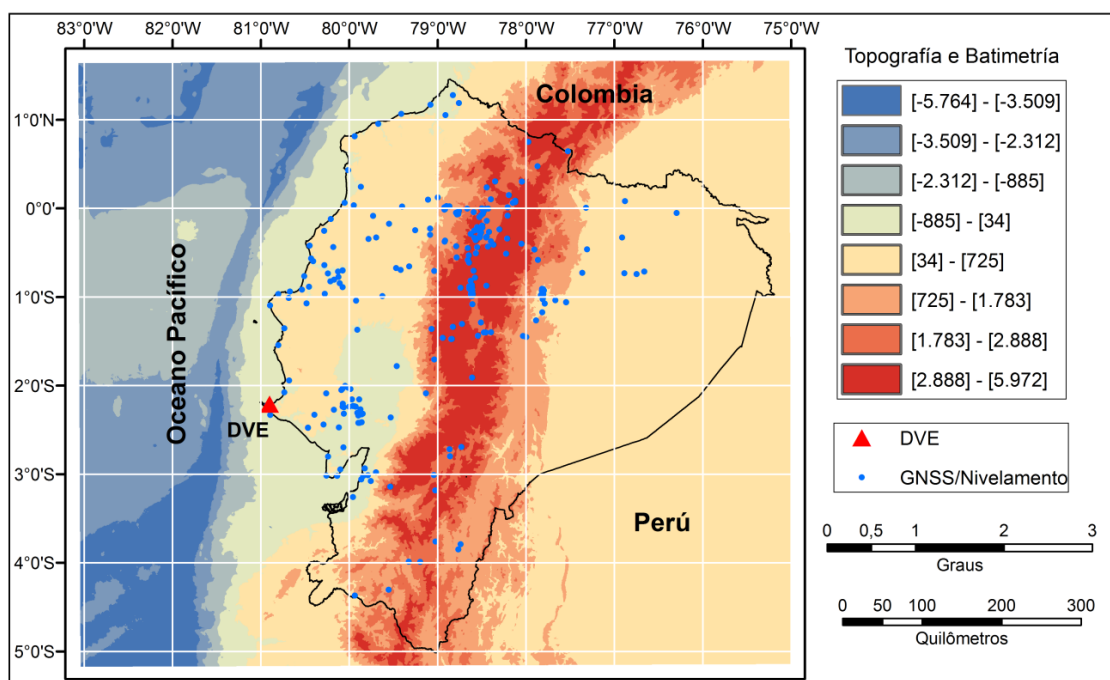 83°0'W 82°0'W 81°0'W 80°0'W 79°0'W 78°0'W 77°0'W 76°0'W 75°0'W
1°0'N
0°0'
1°0'S
2°0'S
3°0'S
4°0'S
5°0'S
Colombia
Oceano Pacífico
DVE
Perú
Topografía e Batimetría
[-5.764] - [-3.509]
[-3.509] - [-2.312]
[-2.312] - [-885]
[-885] - [34]
[34] - [725]
[725] - [1.783]
[1.783] - [2.888]
[2.888] - [5.972]
DVE
GNSS/Nivelamento
0 0,5 1 2 3
Graus
0 50 100 200 300
Quilômetros